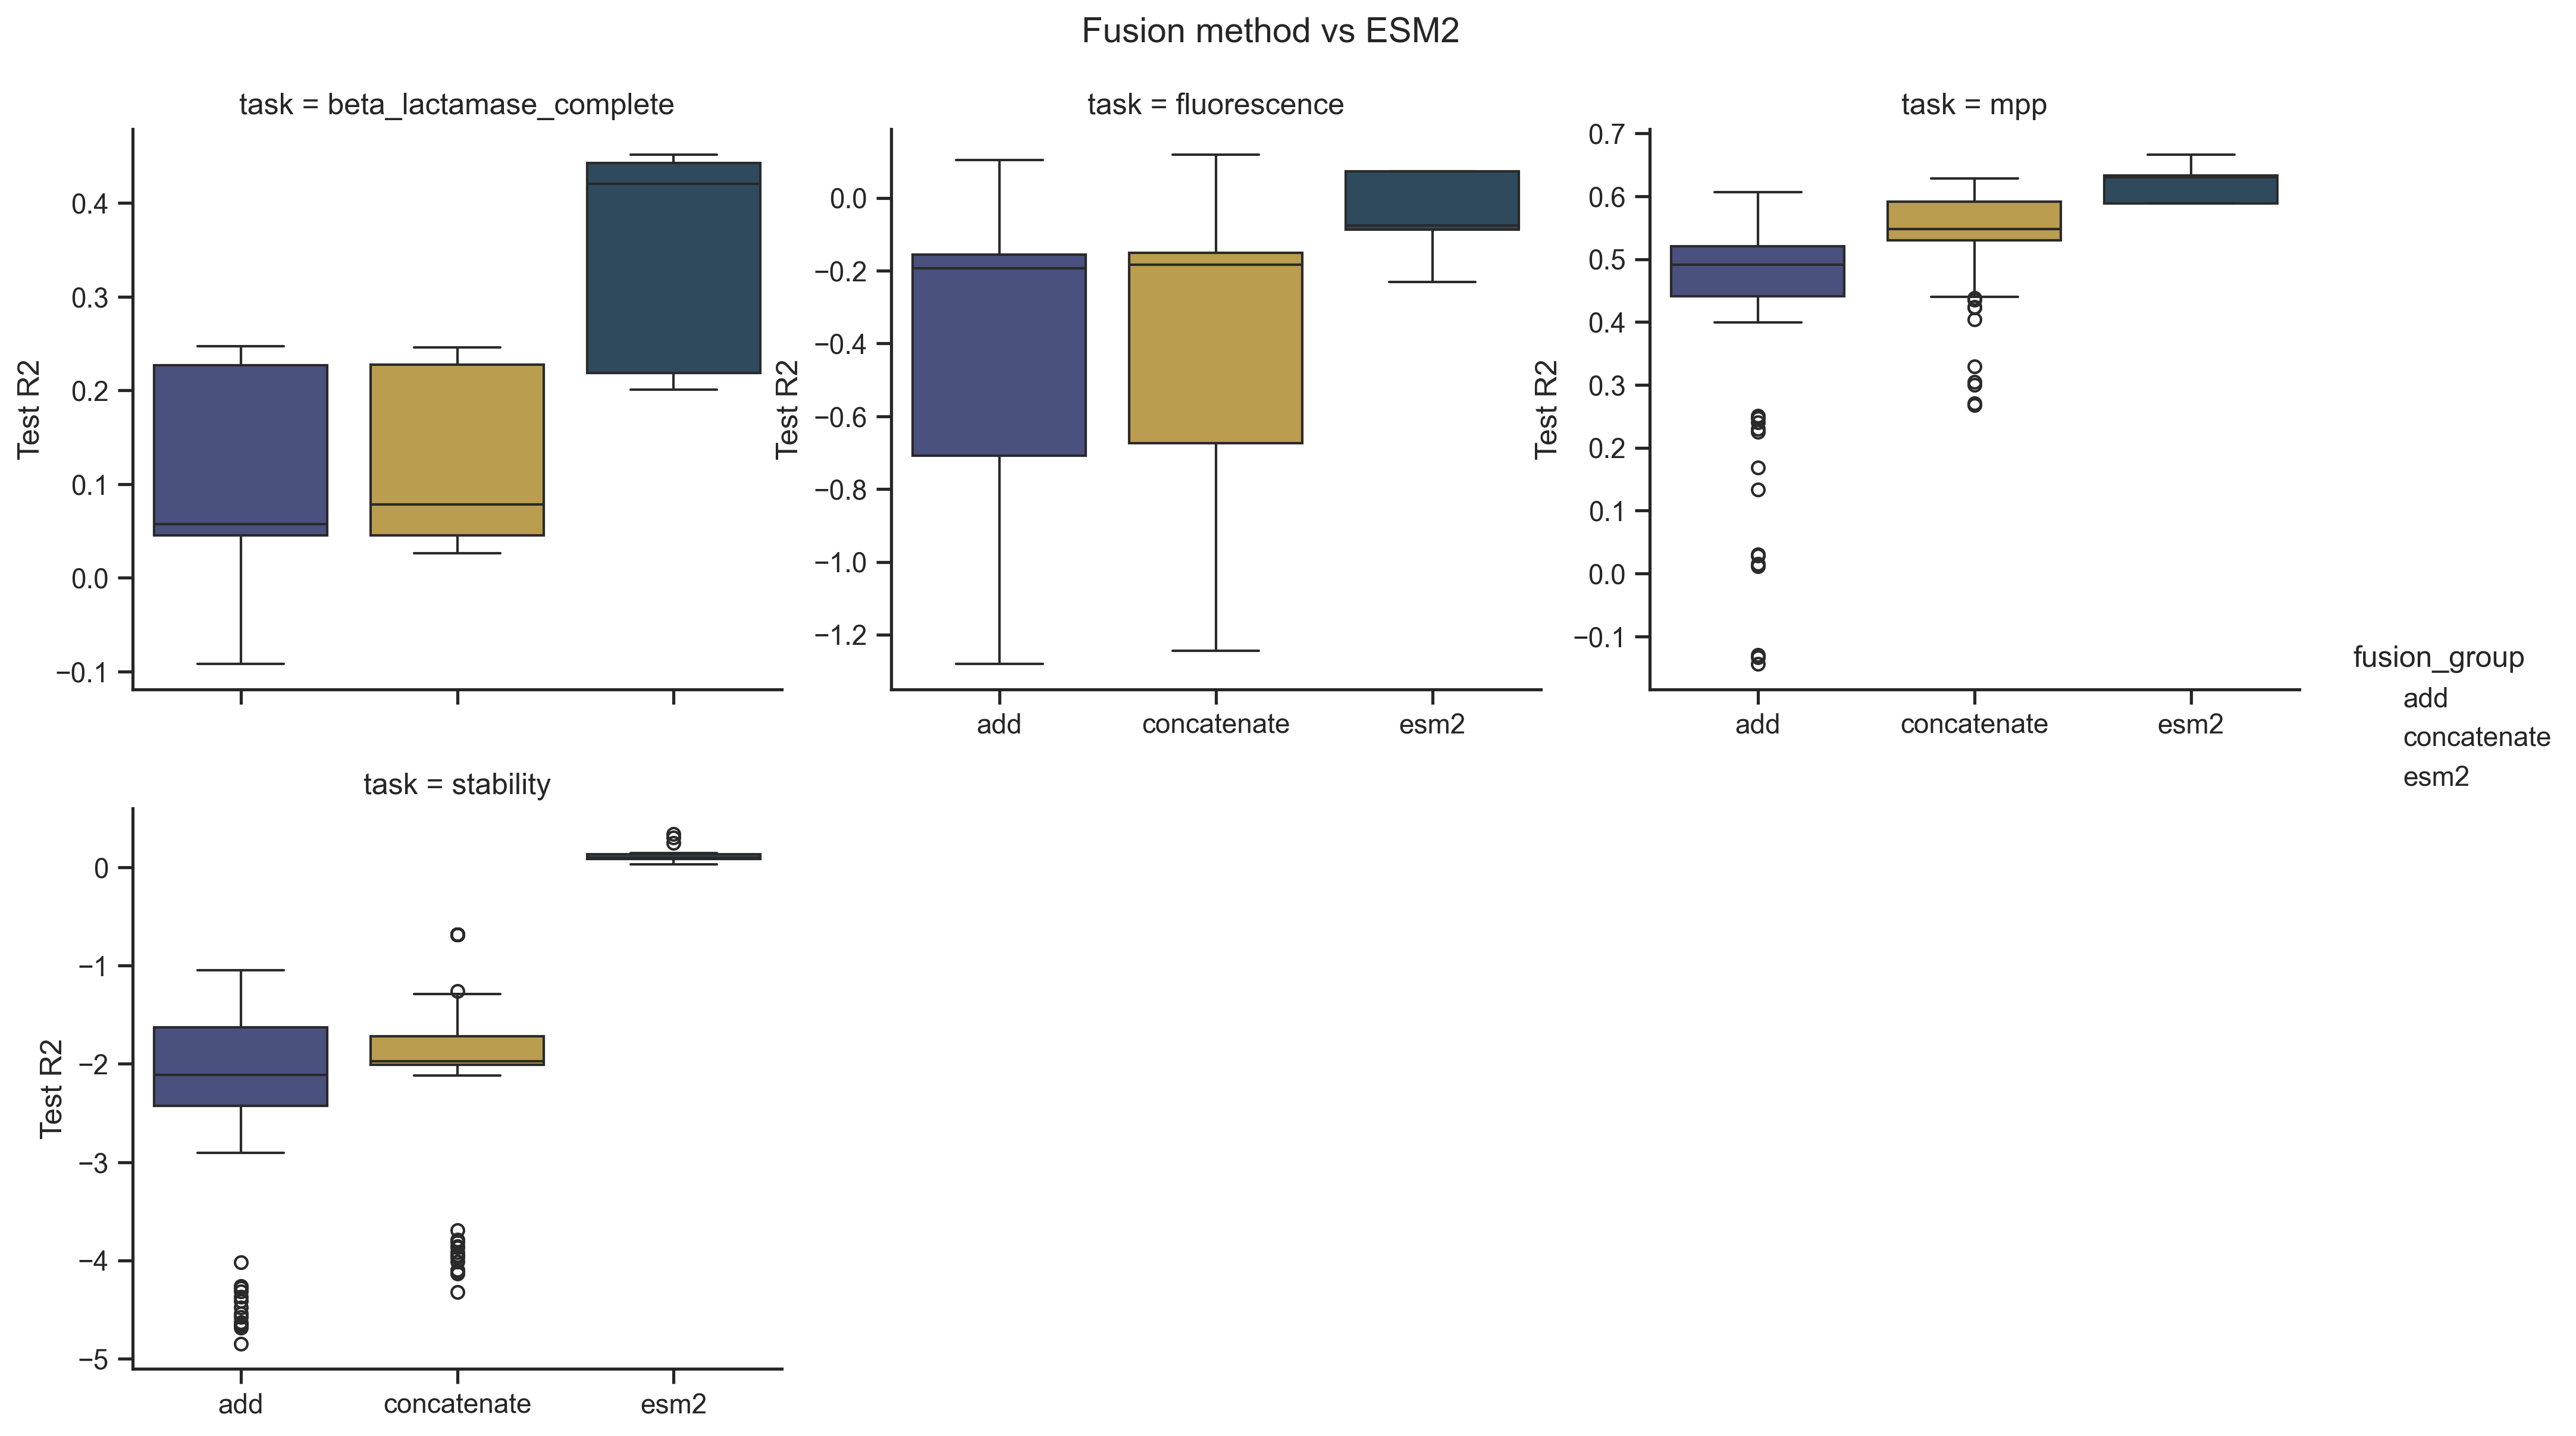 Fusion method vs ESM2
task = beta_lactamase_complete
Test R2
0.4
0.3
0.2
0.1
0.0
−0.1
task = fluorescence
Test R2
0.0
−0.2
−0.4
−0.6
−0.8
−1.0
−1.2
add concatenate esm2
task = mpp
Test R2
0.7
0.6
0.5
0.4
0.3
0.2
0.1
0.0
−0.1
add concatenate esm2
fusion_group
add
concatenate
esm2
task = stability
Test R2
0
−1
−2
−3
−4
−5
add concatenate esm2